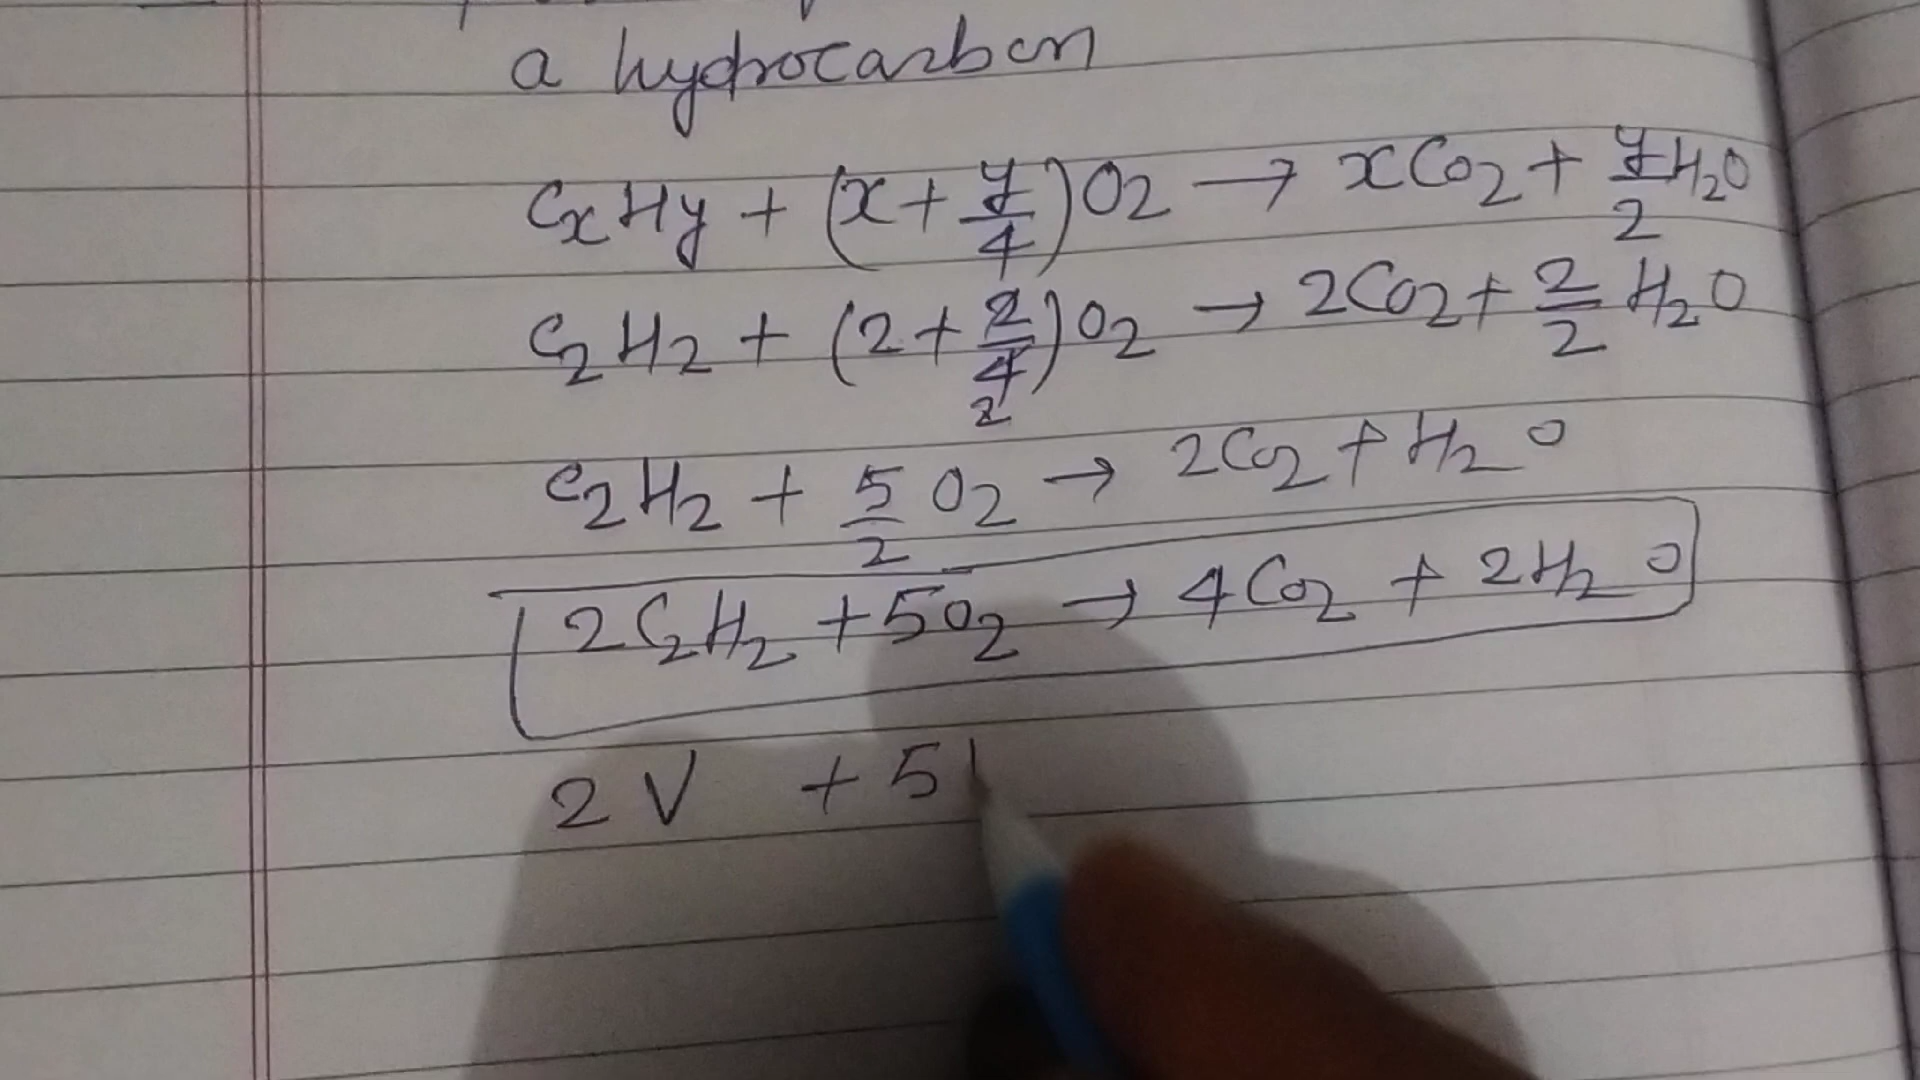 a hydrocarbon
CxHy + (x + y/4)O2 → xCO2 + y/2 H2O
C2H2 + (2 + 2/4)O2 → 2CO2 + 2/2 H2O
2
C2H2 + 5/2 O2 → 2CO2 + H2O
2C2H2 + 5O2 → 4CO2 + 2H2O
2V + 5